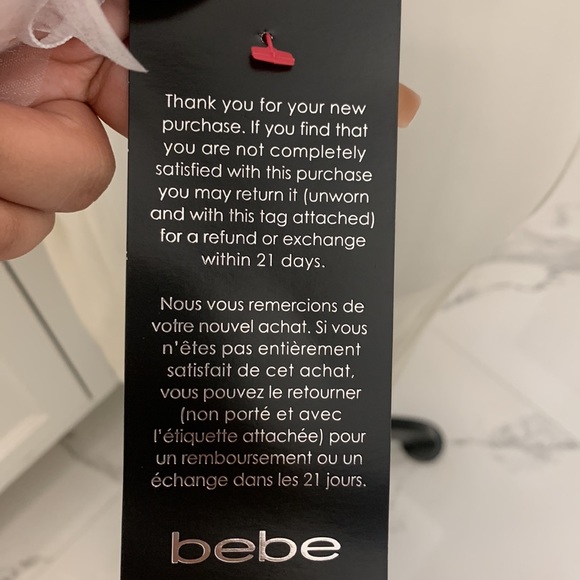 Thank you for your new
purchase. If you find that
you are not completely
satisfied with this purchase
you may return it (unworn
and with this tag attached)
for a refund or exchange
within 21 days.
Nous vous remercions de
votre nouvel achat. Si vous
n'êtes pas entièrement
satisfait de cet achat,
vous pouvez le retourner
(non porté et avec
l'étiquette attachée) pour
un remboursement ou un
échange dans les 21 jours.
bebe